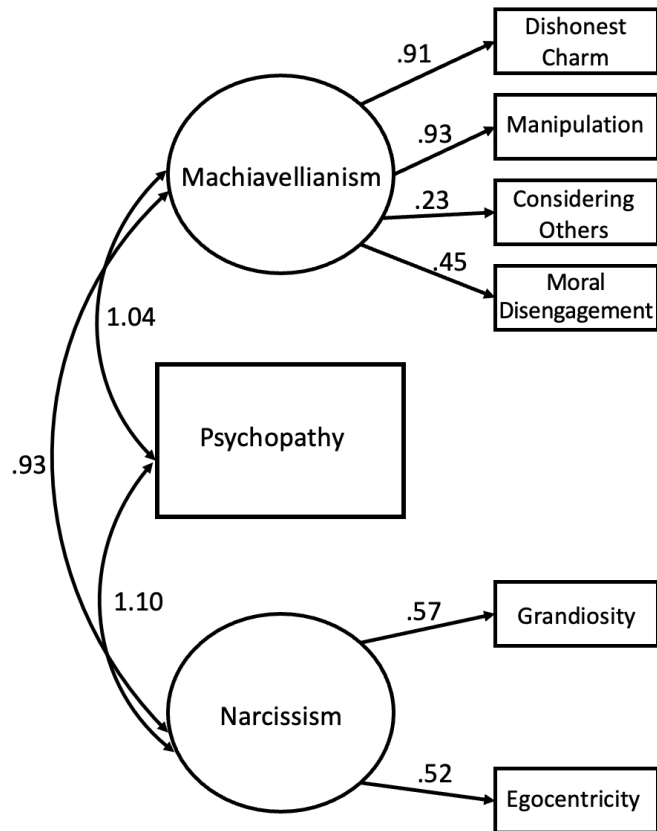 Dishonest
Charm
.91
Manipulation
.93
Machiavellianism
Considering
Others
.23
.45
Moral
Disengagement
1.04
Psychopathy
.93
1.10
Grandiosity
.57
Narcissism
.52
Egocentricity